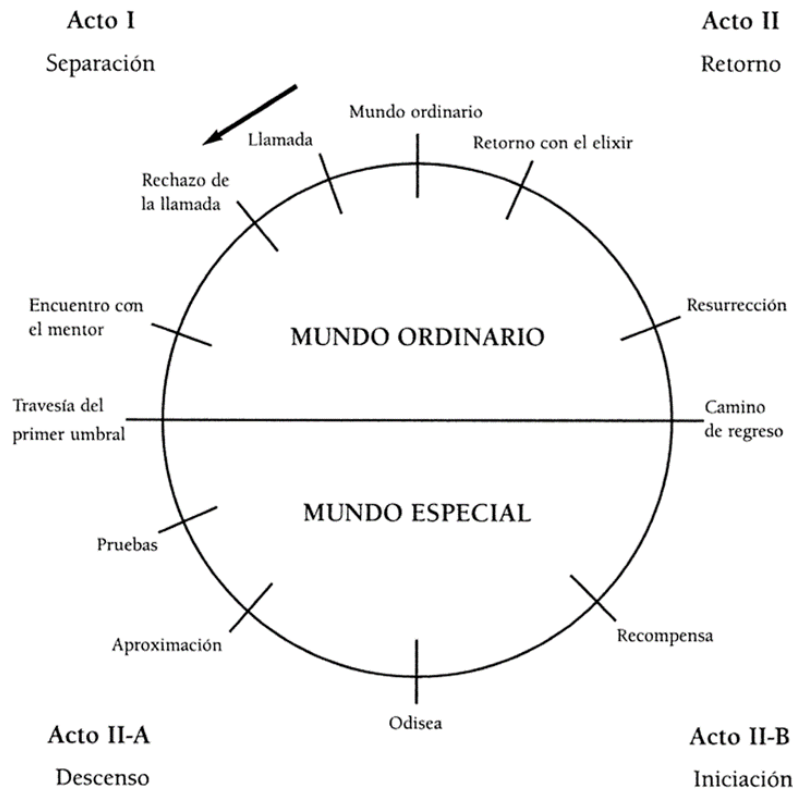 Acto I
Separación
Acto II
Retorno
Mundo ordinario
Llamada
Retorno con el elixir
Rechazo de
la llamada
Encuentro con
el mentor
Resurrección
MUNDO ORDINARIO
Travesía del
primer umbral
Camino
de regreso
MUNDO ESPECIAL
Pruebas
Aproximación
Recompensa
Odisea
Acto II-A
Descenso
Acto II-B
Iniciación